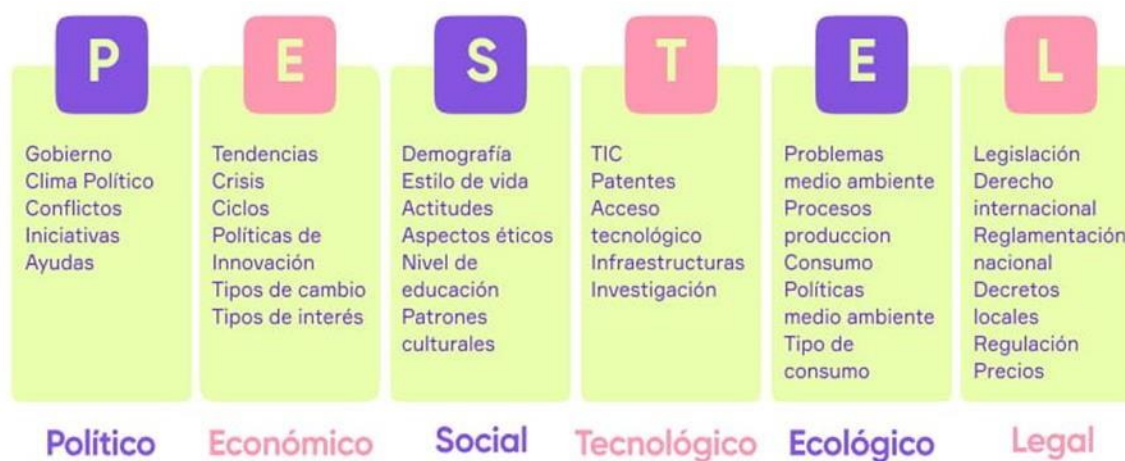 P
Gobierno
Clima Político
Conflictos
Iniciativas
Ayudas
Político
E
Tendencias
Crisis
Ciclos
Políticas de
Innovación
Tipos de cambio
Tipos de interés
Económico
S
Demografía
Estilo de vida
Actitudes
Aspectos éticos
Nivel de
educación
Patrones
culturales
Social
T
TIC
Patentes
Acceso
tecnológico
Infraestructuras
Investigación
Tecnológico
E
Problemas
medio ambiente
Procesos
produccion
Consumo
Políticas
medio ambiente
Tipo de
consumo
Ecológico
L
Legislación
Derecho
internacional
Reglamentación
nacional
Decretos
locales
Regulación
Precios
Legal